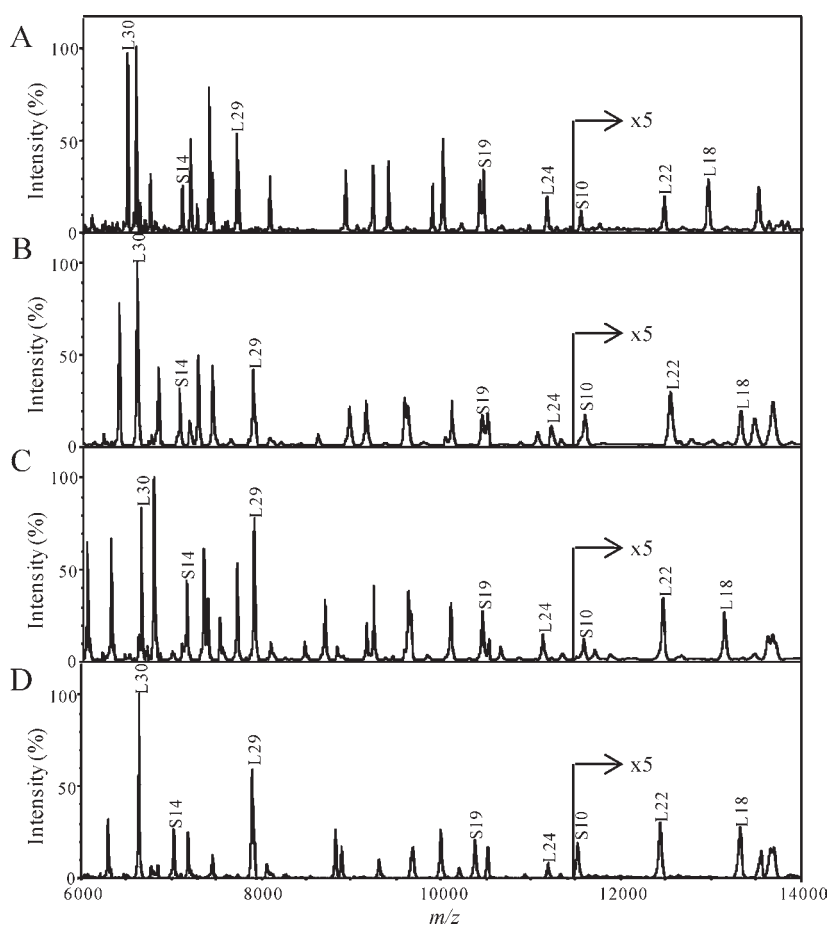 A
Intensity (%)
100
50
0
L30
S14
L29
S19
L24
S10
x5
L22
L18
B
Intensity (%)
100
50
0
L30
S14
L29
S19
L24
S10
x5
L22
L18
C
Intensity (%)
100
50
0
L30
S14
L29
S19
L24
S10
x5
L22
L18
D
Intensity (%)
100
50
0
L30
S14
L29
S19
L24
S10
x5
L22
L18
6000 8000 10000 12000 14000
m/z